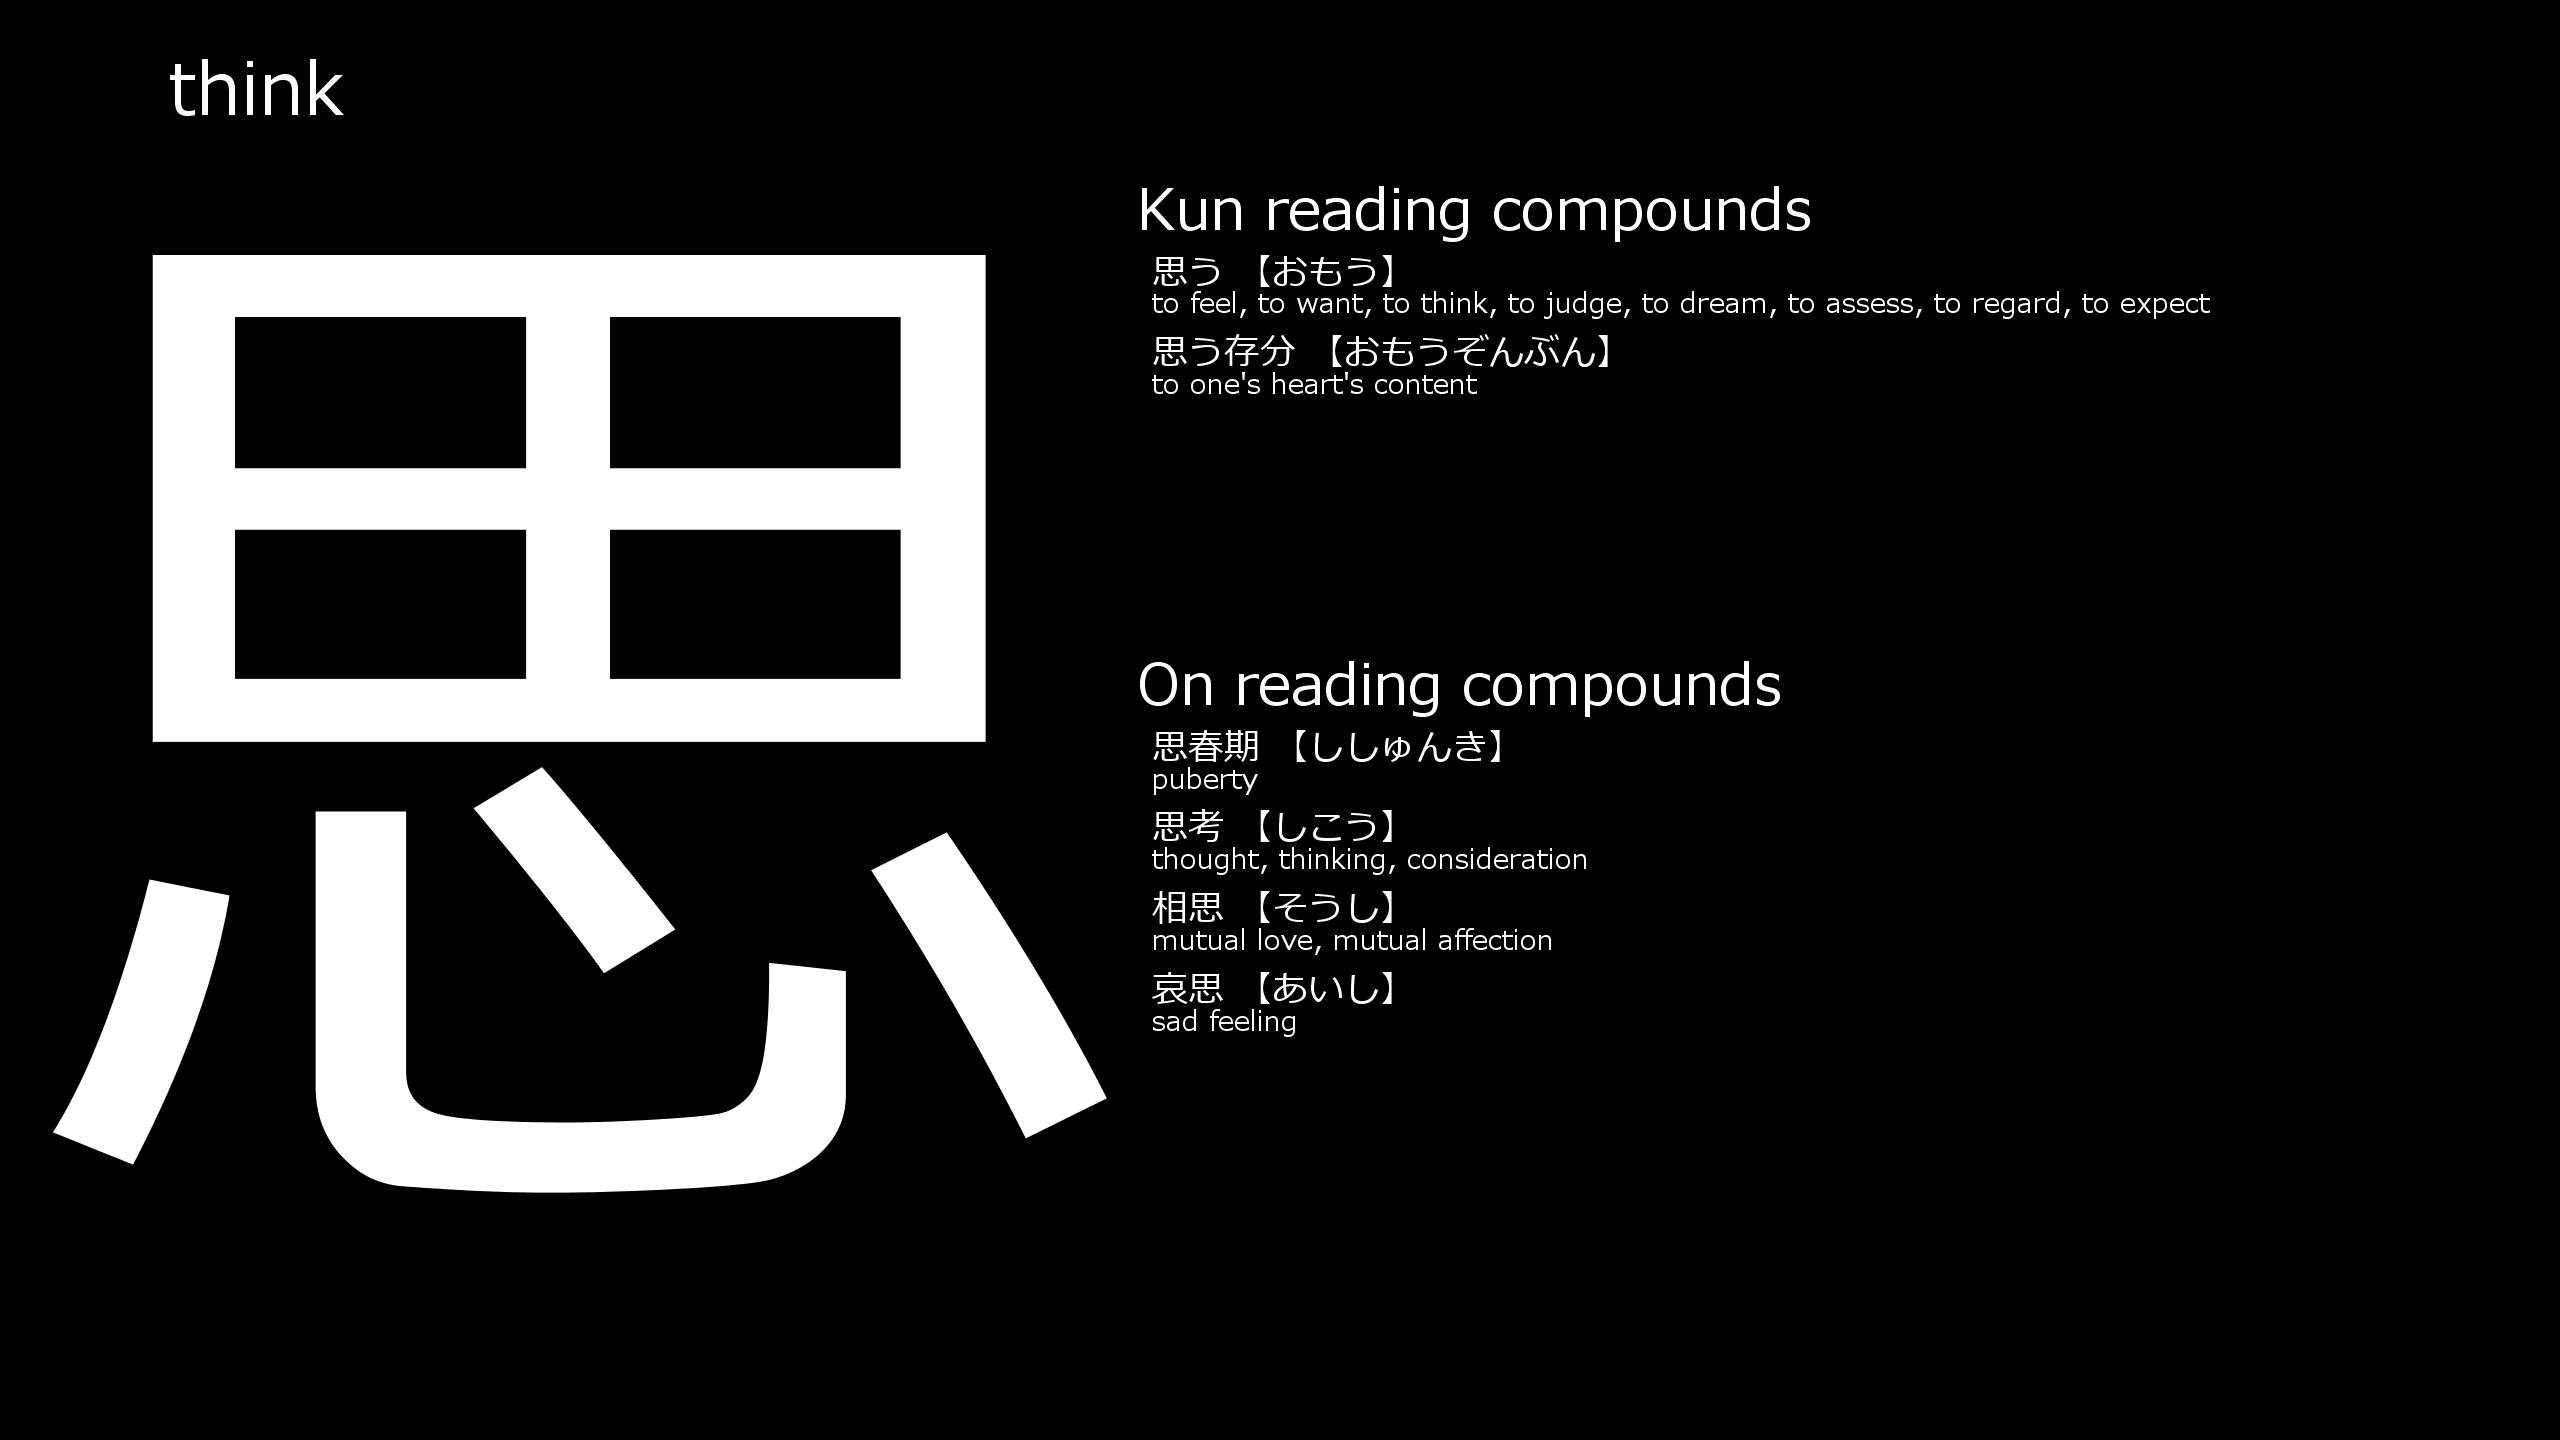 think
思
Kun reading compounds
思う 【おもう】
to feel, to want, to think, to judge, to dream, to assess, to regard, to expect
思う存分 【おもうぞんぶん】
to one's heart's content
On reading compounds
思春期 【ししゅんき】
puberty
思考 【しこう】
thought, thinking, consideration
相思 【そうし】
mutual love, mutual affection
哀思 【あいし】
sad feeling